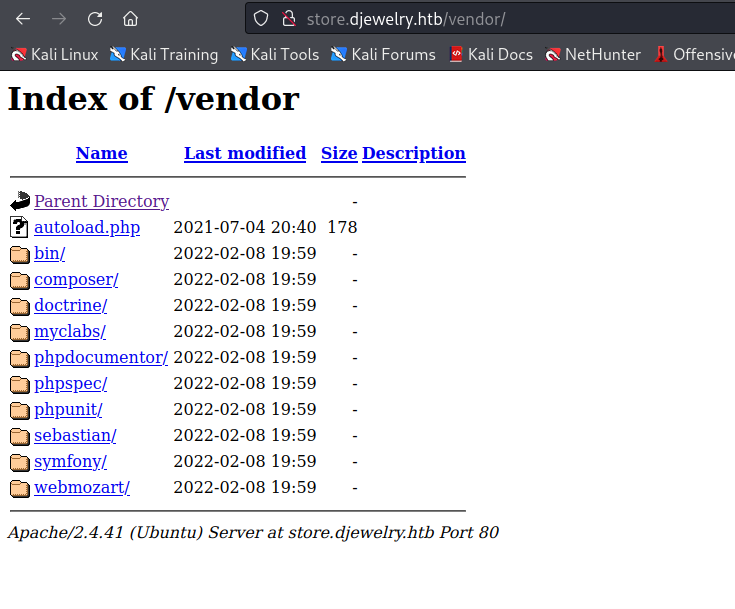 store.djewelry.htb/vendor/
Kali Linux Kali Training Kali Tools Kali Forums Kali Docs NetHunter Offensiv
Index of /vendor
Name Last modified Size Description
Parent Directory -
autoload.php 2021-07-04 20:40 178
bin/ 2022-02-08 19:59 -
composer/ 2022-02-08 19:59 -
doctrine/ 2022-02-08 19:59 -
myclabs/ 2022-02-08 19:59 -
phpdocumentor/ 2022-02-08 19:59 -
phpspec/ 2022-02-08 19:59 -
phpunit/ 2022-02-08 19:59 -
sebastian/ 2022-02-08 19:59 -
symfony/ 2022-02-08 19:59 -
webmozart/ 2022-02-08 19:59 -
Apache/2.4.41 (Ubuntu) Server at store.djewelry.htb Port 80